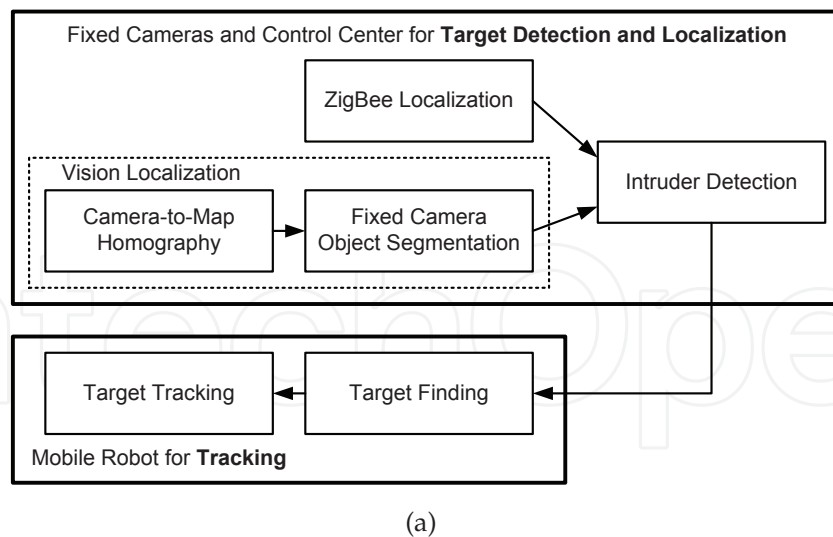 Fixed Cameras and Control Center for Target Detection and Localization
ZigBee Localization
Vision Localization
Camera-to-Map
Homography
Fixed Camera
Object Segmentation
Intruder Detection
Target Tracking
Target Finding
Mobile Robot for Tracking
(a)
ntechOpe